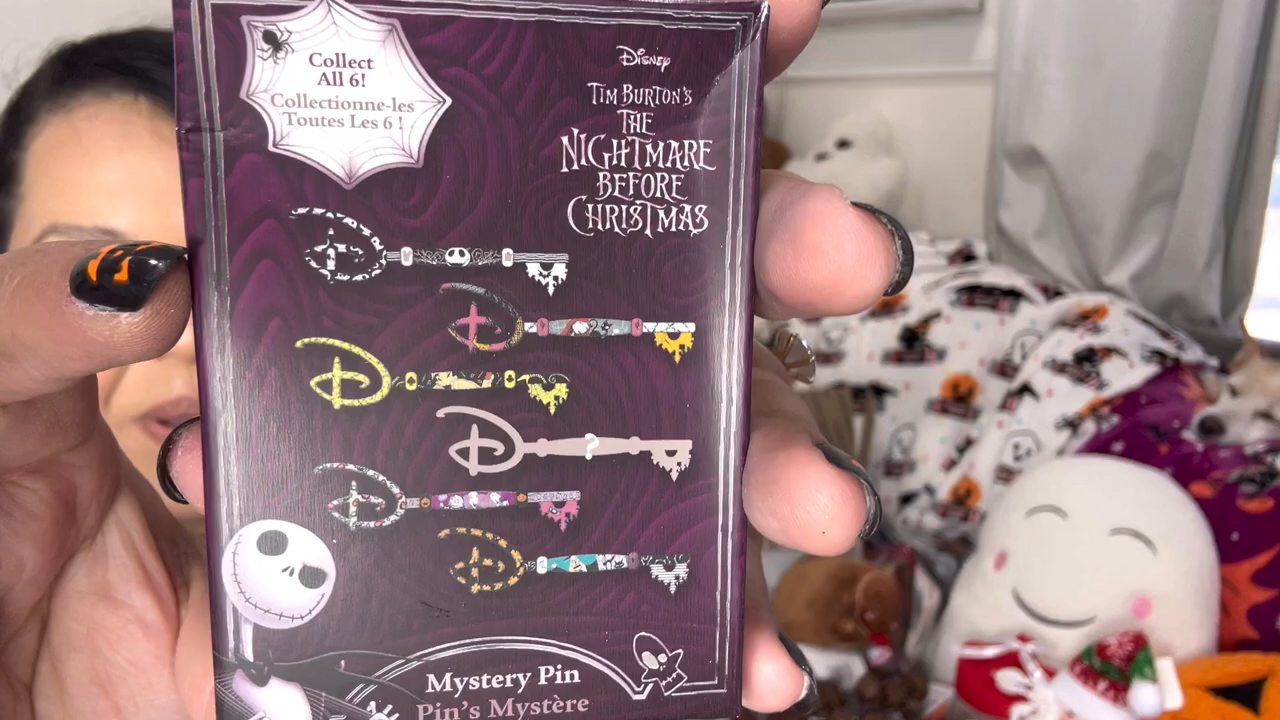 Collect
All 6!
Collectionne-les
Toutes Les 6 !
Disney
Tim Burton's
The
Nightmare
Before
Christmas
?
Mystery Pin
Pin's Mystère